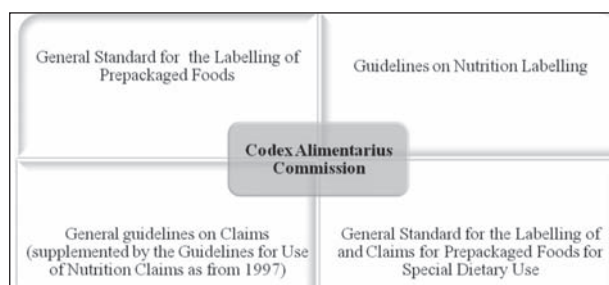 General Standard for the Labelling of
Prepackaged Foods
Guidelines on Nutrition Labelling
Codex Alimentarius
Commission
General guidelines on Claims
(supplemented by the Guidelines for Use
of Nutrition Claims as from 1997)
General Standard for the Labelling of
and Claims for Prepackaged Foods for
Special Dietary Use